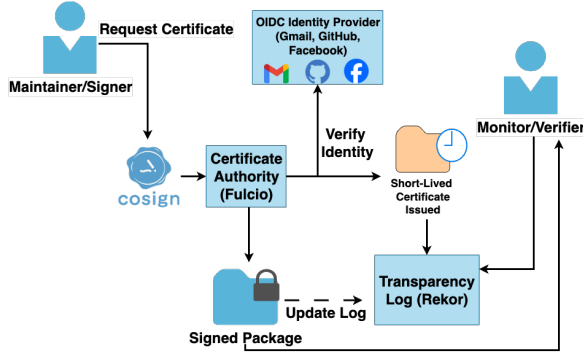 Request Certificate
Maintainer/Signer
OIDC Identity Provider
(Gmail, GitHub,
Facebook)
Monitor/Verifier
Verify
Identity
cosign
Certificate
Authority
(Fulcio)
Short-Lived
Certificate
Issued
Transparency
Log (Rekor)
Update Log
Signed Package